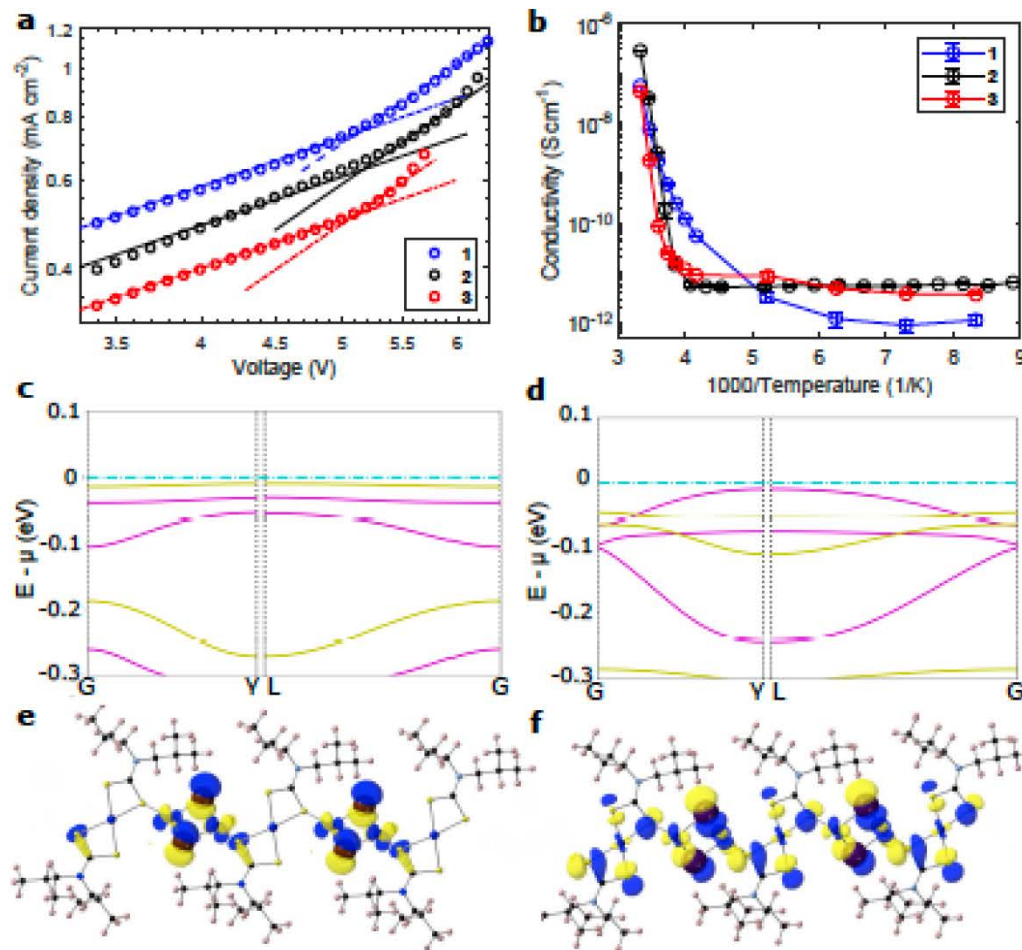 a
1.2
1
0.8
0.6
0.4
Current density (mA cm-2)
3.5 4 4.5 5 5.5 6
Voltage (V)
1
2
3
b
10-6
10-8
10-10
10-12
Conductivity (Scm-1)
3 4 5 6 7 8 9
1000/Temperature (1/K)
1
2
3
c
0.1
0
-0.1
-0.2
-0.3
E - μ (eV)
G Y L G
d
0.1
0
-0.1
-0.2
-0.3
E - μ (eV)
G Y L G
e
f